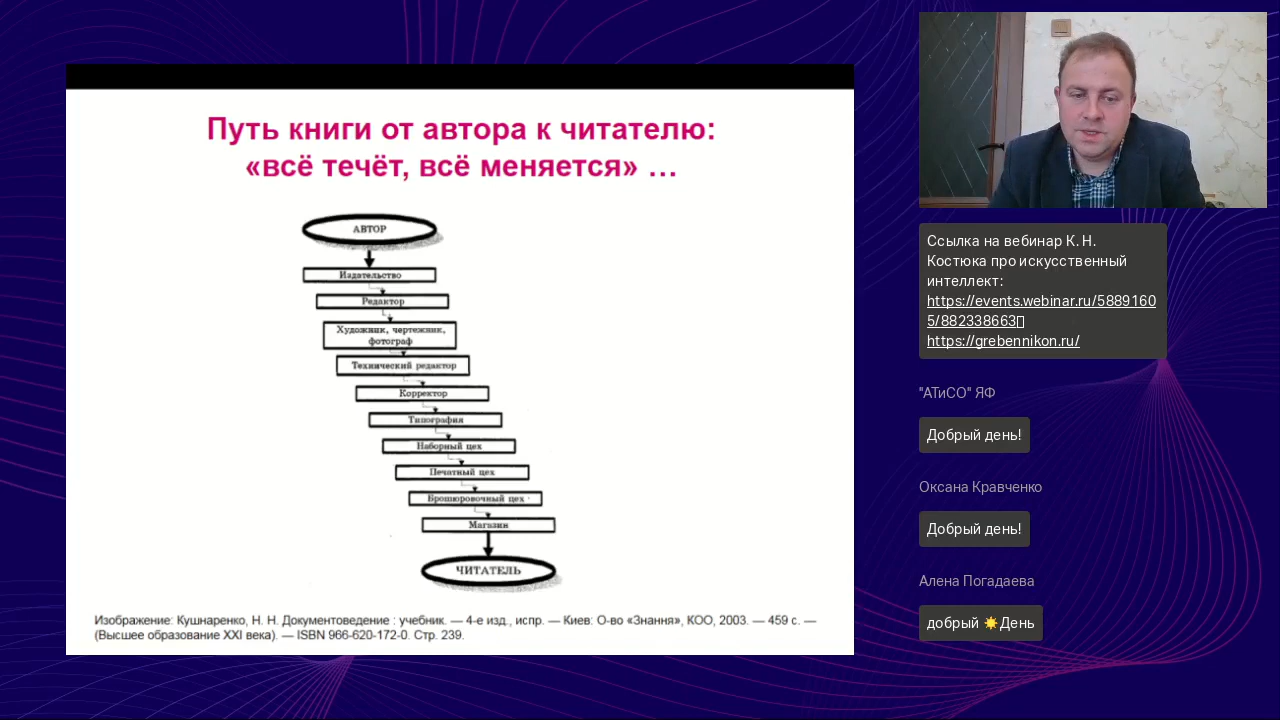 Путь книги от автора к читателю:
«всё течёт, всё меняется» …
АВТОР
Издательство
Редактор
Художник, чертежник,
фотограф
Технический редактор
Корректор
Типография
Наборный цех
Печатный цех
Брошюровочный цех
Магазин
ЧИТАТЕЛЬ
Изображение: Кушнаренко, Н. Н. Документоведение : учебник. — 4-е изд., испр. — Киев: О-во «Знання», КОО, 2003. — 459 с. —
(Высшее образование XXI века). — ISBN 966-620-172-0. Стр. 239.
Ссылка на вебинар К. Н.
Костюка про искусственный
интеллект:
https://events.webinar.ru/5889160
5/882338663
https://grebennikon.ru/
"АТиСО" ЯФ
Добрый день!
Оксана Кравченко
Добрый день!
Алена Погадаева
добрый ☀️День